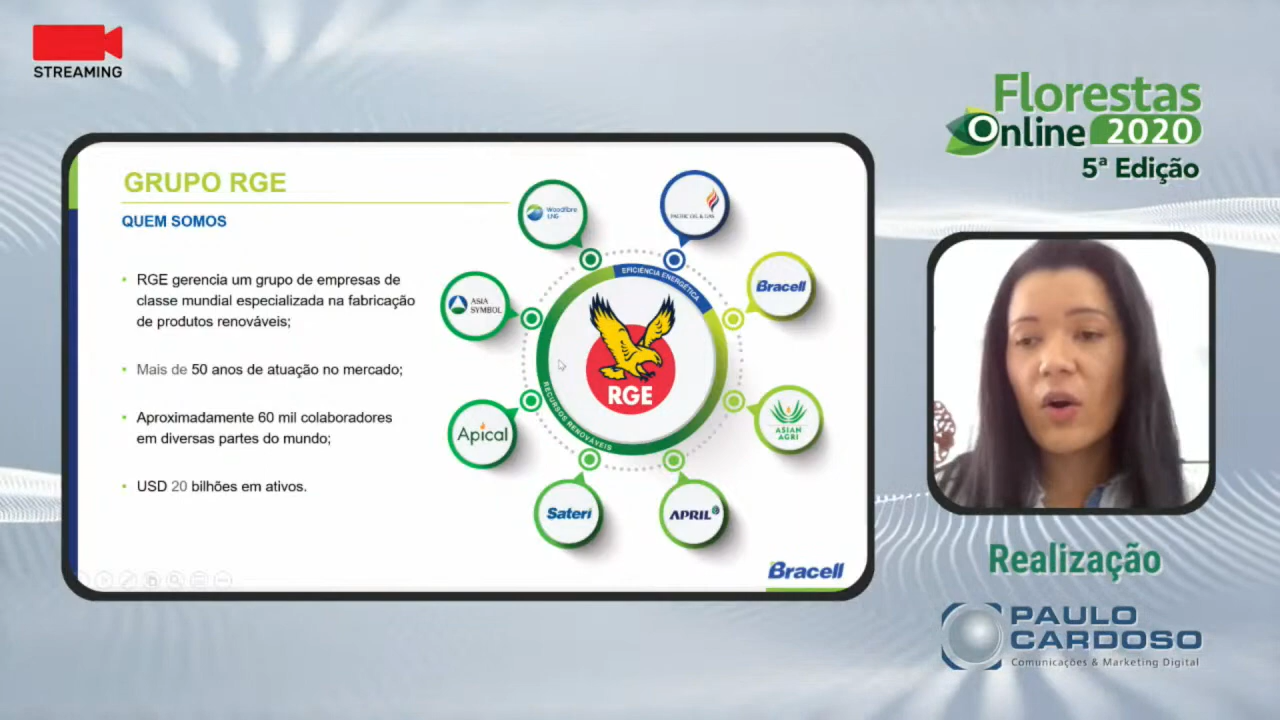 STREAMING
Florestas
Online 2020
5ª Edição
GRUPO RGE
QUEM SOMOS
• RGE gerencia um grupo de empresas de
classe mundial especializada na fabricação
de produtos renováveis;
• Mais de 50 anos de atuação no mercado;
• Aproximadamente 60 mil colaboradores
em diversas partes do mundo;
• USD 20 bilhões em ativos.
Woodfibre
LNG
PACIFIC OIL & GAS
ASIA
SYMBOL
Bracell
EFICIÊNCIA ENERGÉTICA
RGE
RECURSOS RENOVÁVEIS
Apical
ASIAN
AGRI
Sateri
APRIL
Bracell
Realização
PAULO
CARDOSO
Comunicações & Marketing Digital